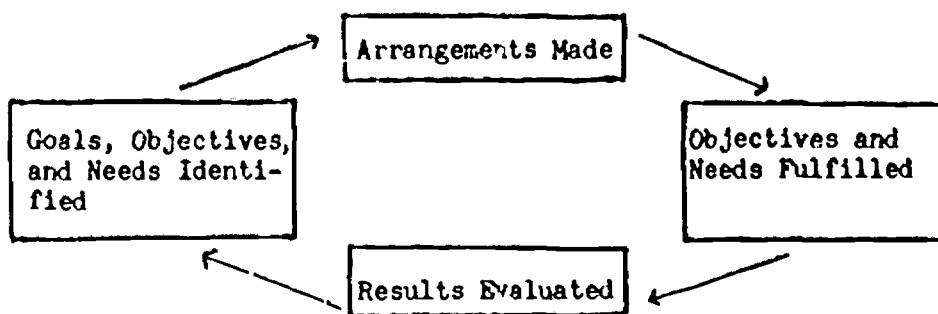 Arrangements Made
Goals, Objectives,
and Needs Identi-
fied
Objectives and
Needs Fulfilled
Results Evaluated